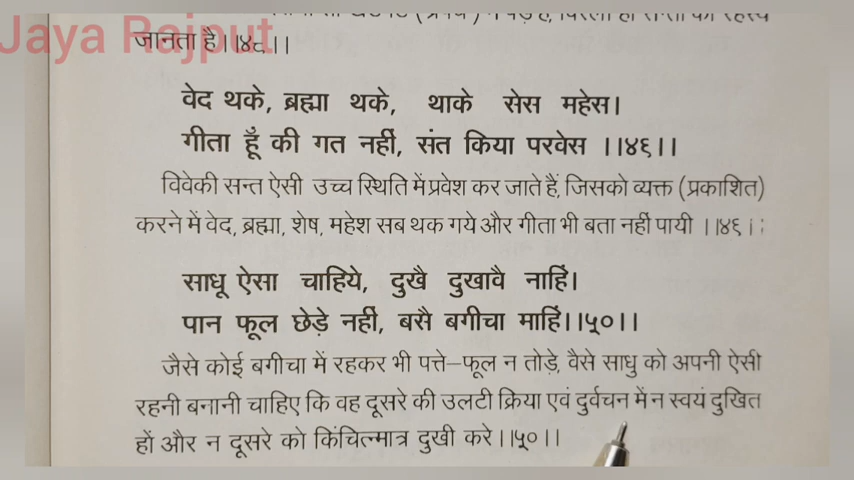 Jaya Rajput
जानता है।।४८।।
वेद थके, ब्रह्मा थके, थाके सेस महेस।
गीता हूँ की गत नहीं, संत किया परवेस ।।४९।।
विवेकी सन्त ऐसी उच्च स्थिति में प्रवेश कर जाते हैं, जिसको व्यक्त (प्रकाशित)
करने में वेद, ब्रह्मा, शेष, महेश सब थक गये और गीता भी बता नहीं पायी ।।४९।।
साधू ऐसा चाहिये, दुखै दुखावै नाहिं।
पान फूल छेड़े नहीं, बसै बगीचा माहिं।।५०।।
जैसे कोई बगीचा में रहकर भी पत्ते–फूल न तोड़े, वैसे साधु को अपनी ऐसी
रहनी बनानी चाहिए कि वह दूसरे की उलटी क्रिया एवं दुर्वचन में न स्वयं दुखित
हों और न दूसरे को किंचित्मात्र दुखी करे।।५०।।